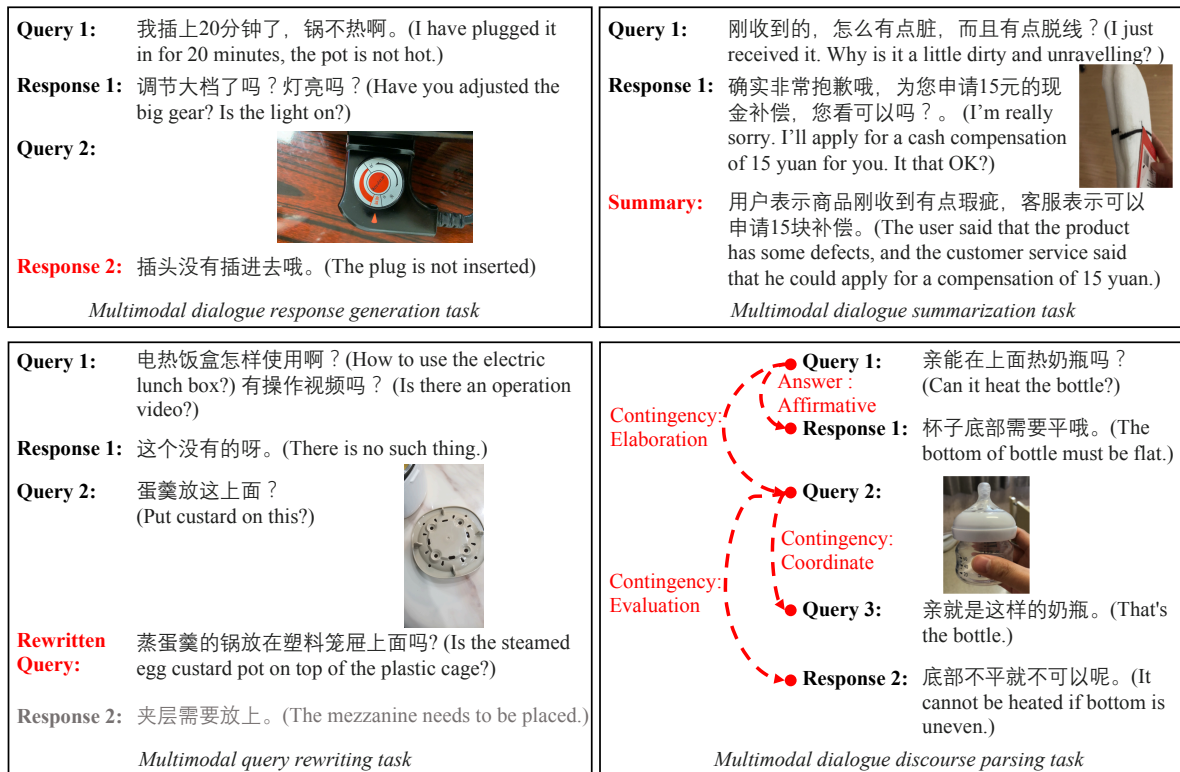 Query 1: 我插上20分钟了，锅不热啊。(I have plugged it
in for 20 minutes, the pot is not hot.)
Response 1: 调节大档了吗？灯亮吗？(Have you adjusted the
big gear? Is the light on?)
Query 2:
Response 2: 插头没有插进去哦。(The plug is not inserted)
Multimodal dialogue response generation task
Query 1: 刚收到的，怎么有点脏，而且有点脱线？(I just
received it. Why is it a little dirty and unravelling? )
Response 1: 确实非常抱歉哦，为您申请15元的现
金补偿，您看可以吗？。 (I'm really
sorry. I'll apply for a cash compensation
of 15 yuan for you. It that OK?)
Summary: 用户表示商品刚收到有点瑕疵，客服表示可以
申请15块补偿。(The user said that the product
has some defects, and the customer service said
that he could apply for a compensation of 15 yuan.)
Multimodal dialogue summarization task
Query 1: 电热饭盒怎样使用啊？(How to use the electric
lunch box?) 有操作视频吗？ (Is there an operation
video?)
Response 1: 这个没有的呀。(There is no such thing.)
Query 2: 蛋羹放这上面？
(Put custard on this?)
Rewritten Query: 蒸蛋羹的锅放在塑料笼屉上面吗? (Is the steamed
egg custard pot on top of the plastic cage?)
Response 2: 夹层需要放上。(The mezzanine needs to be placed.)
Multimodal query rewriting task
Query 1: 亲能在上面热奶瓶吗？
(Can it heat the bottle?)
Answer :
Affirmative
Contingency:
Elaboration
Response 1: 杯子底部需要平哦。(The
bottom of bottle must be flat.)
Query 2:
Contingency:
Coordinate
Contingency:
Evaluation
Query 3: 亲就是这样的奶瓶。(That's
the bottle.)
Response 2: 底部不平就不可以呢。(It
cannot be heated if bottom is
uneven.)
Multimodal dialogue discourse parsing task